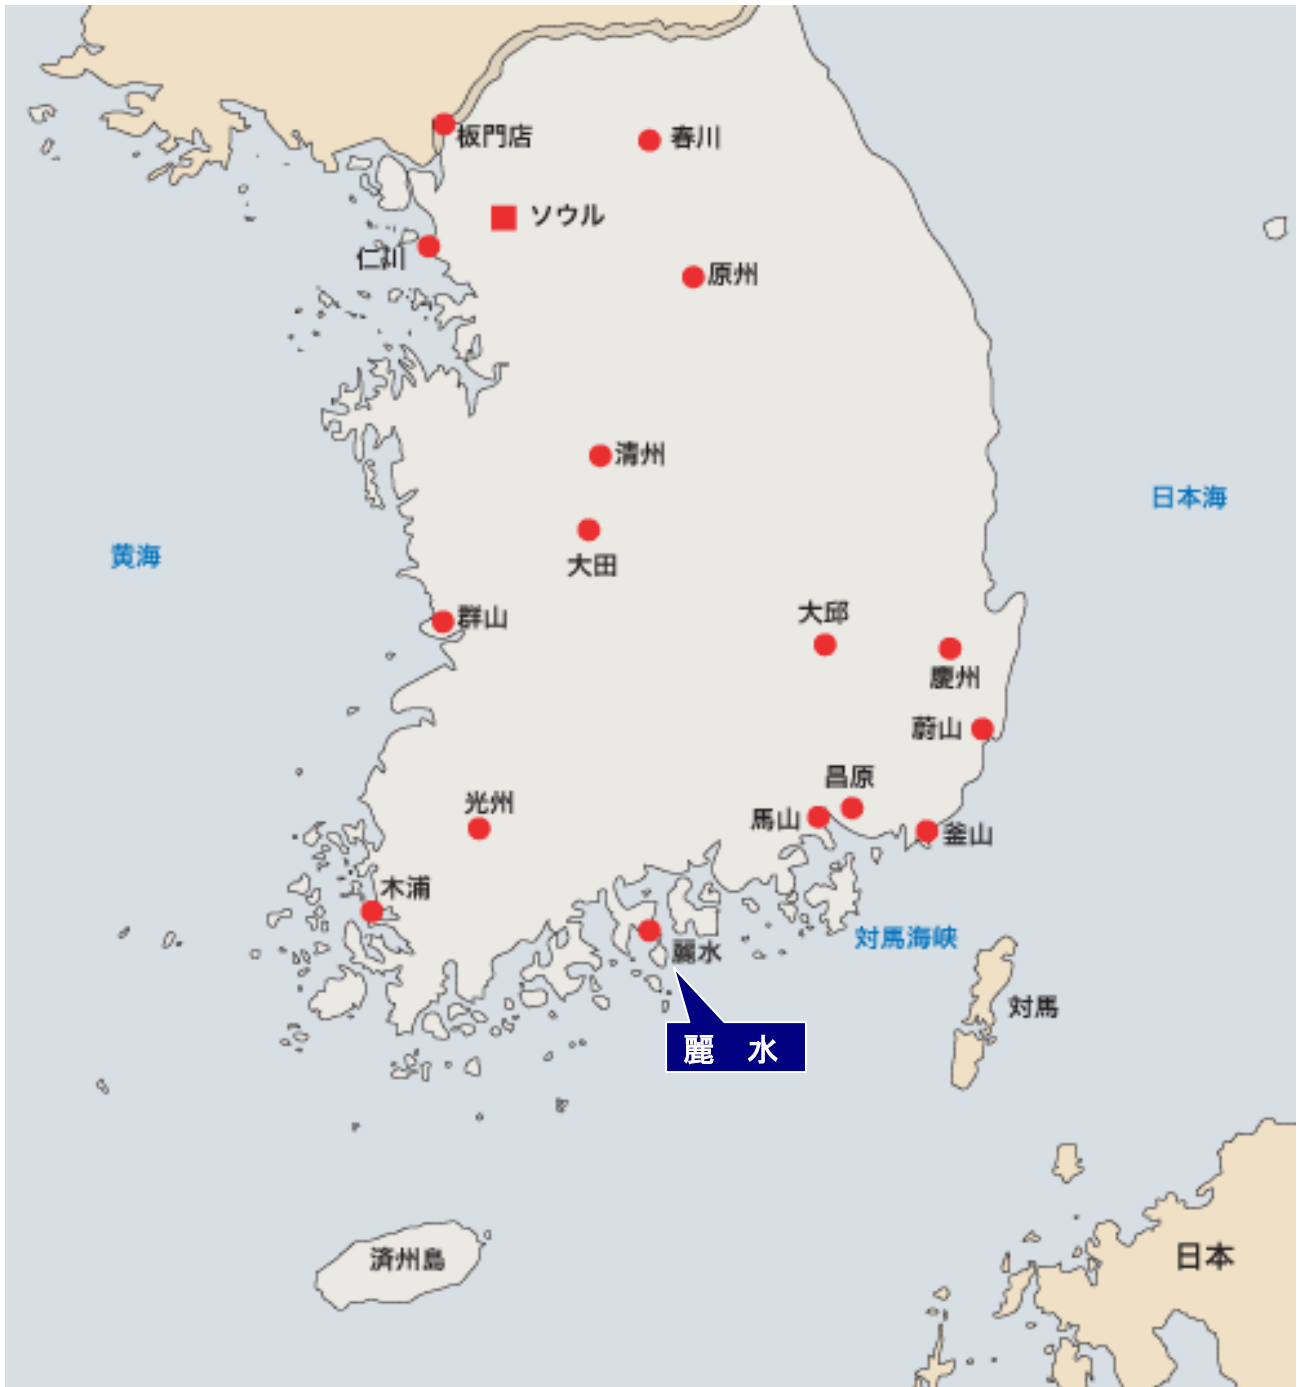 板門店
春川
ソウル
仁川
原州
清州
日本海
黄海
大田
大邱
群山
慶州
蔚山
昌原
光州
馬山
釜山
木浦
対馬海峡
麗水
対馬
麗 水
日本
済州島